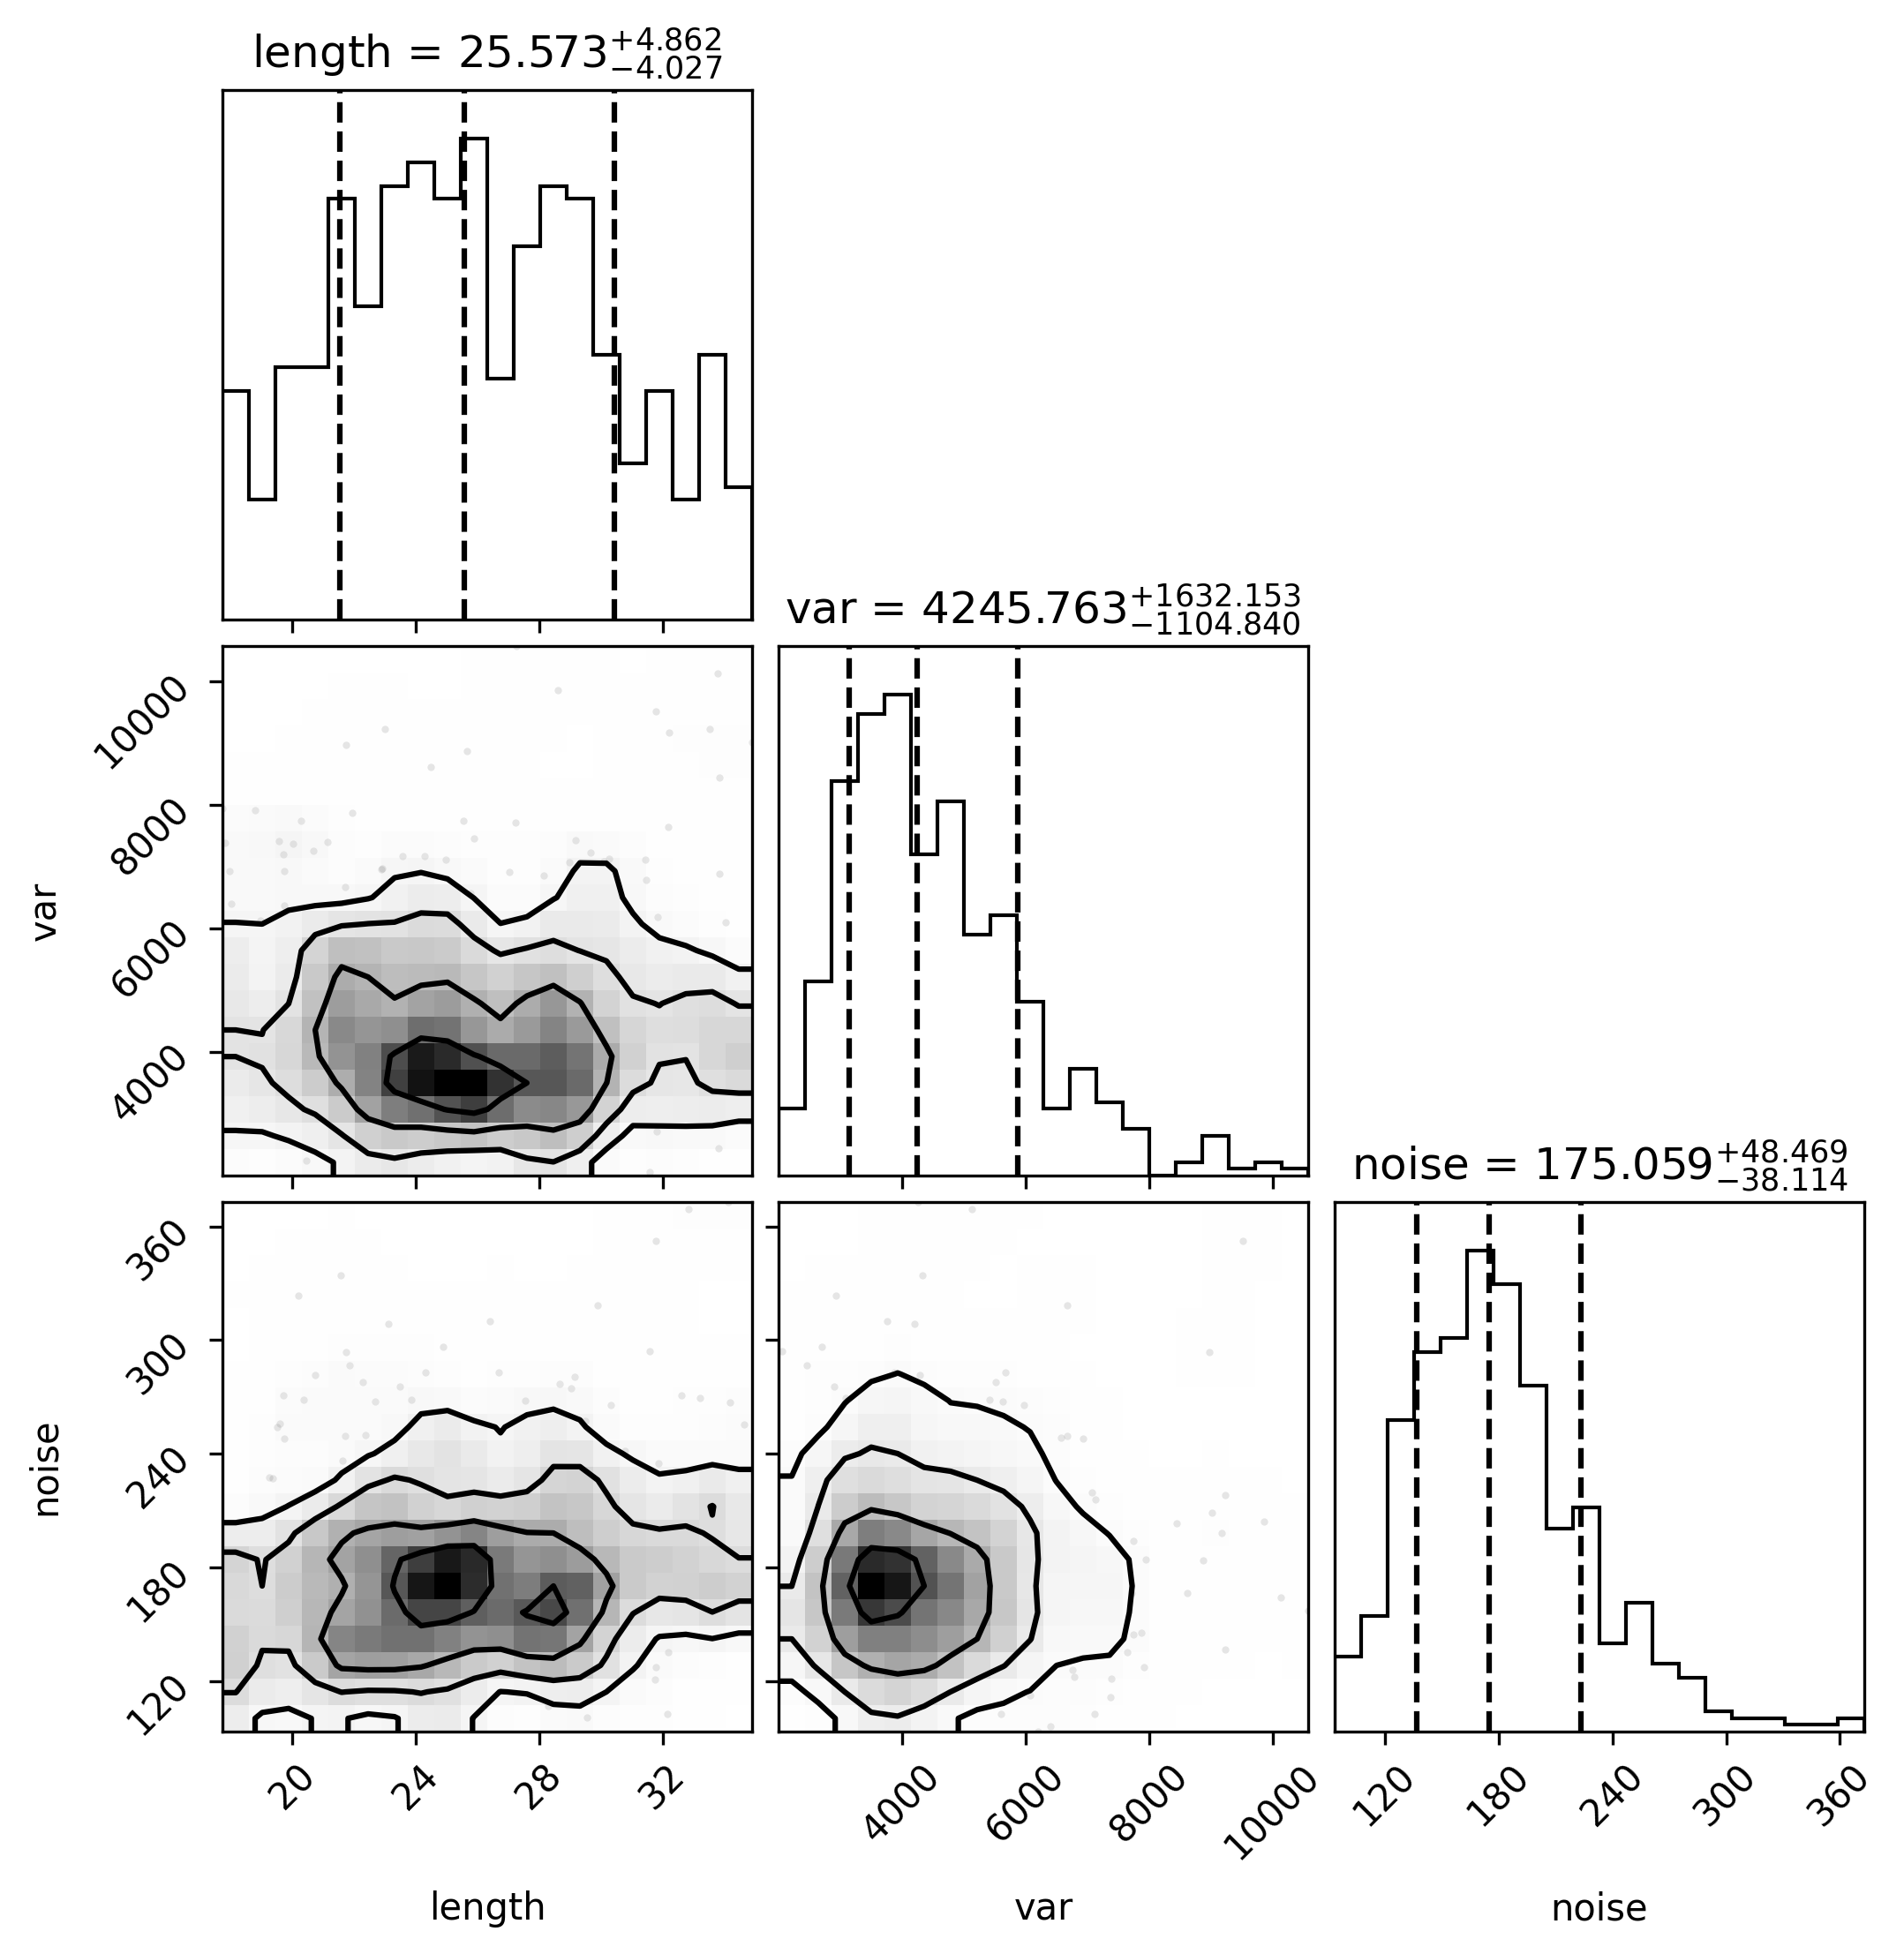 length = 25.573+4.862 −4.027
10000
8000
6000
4000
var
var = 4245.763+1632.153 −1104.840
360
300
240
180
120
noise
noise = 175.059+48.469 −38.114
20 24 28 32 4000 6000 8000 10000 120 180 240 300 360
length var noise